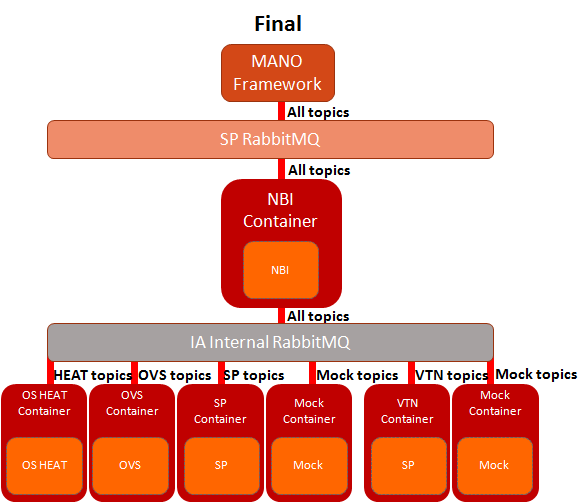 Final
MANO
Framework
All topics
SP RabbitMQ
All topics
NBI
Container
NBI
All topics
IA Internal RabbitMQ
HEAT topics
OVS topics
SP topics
Mock topics
VTN topics
Mock topics
OS HEAT
Container
OVS
Container
SP
Container
Mock
Container
VTN
Container
Mock
Container
OS HEAT
OVS
SP
Mock
SP
Mock